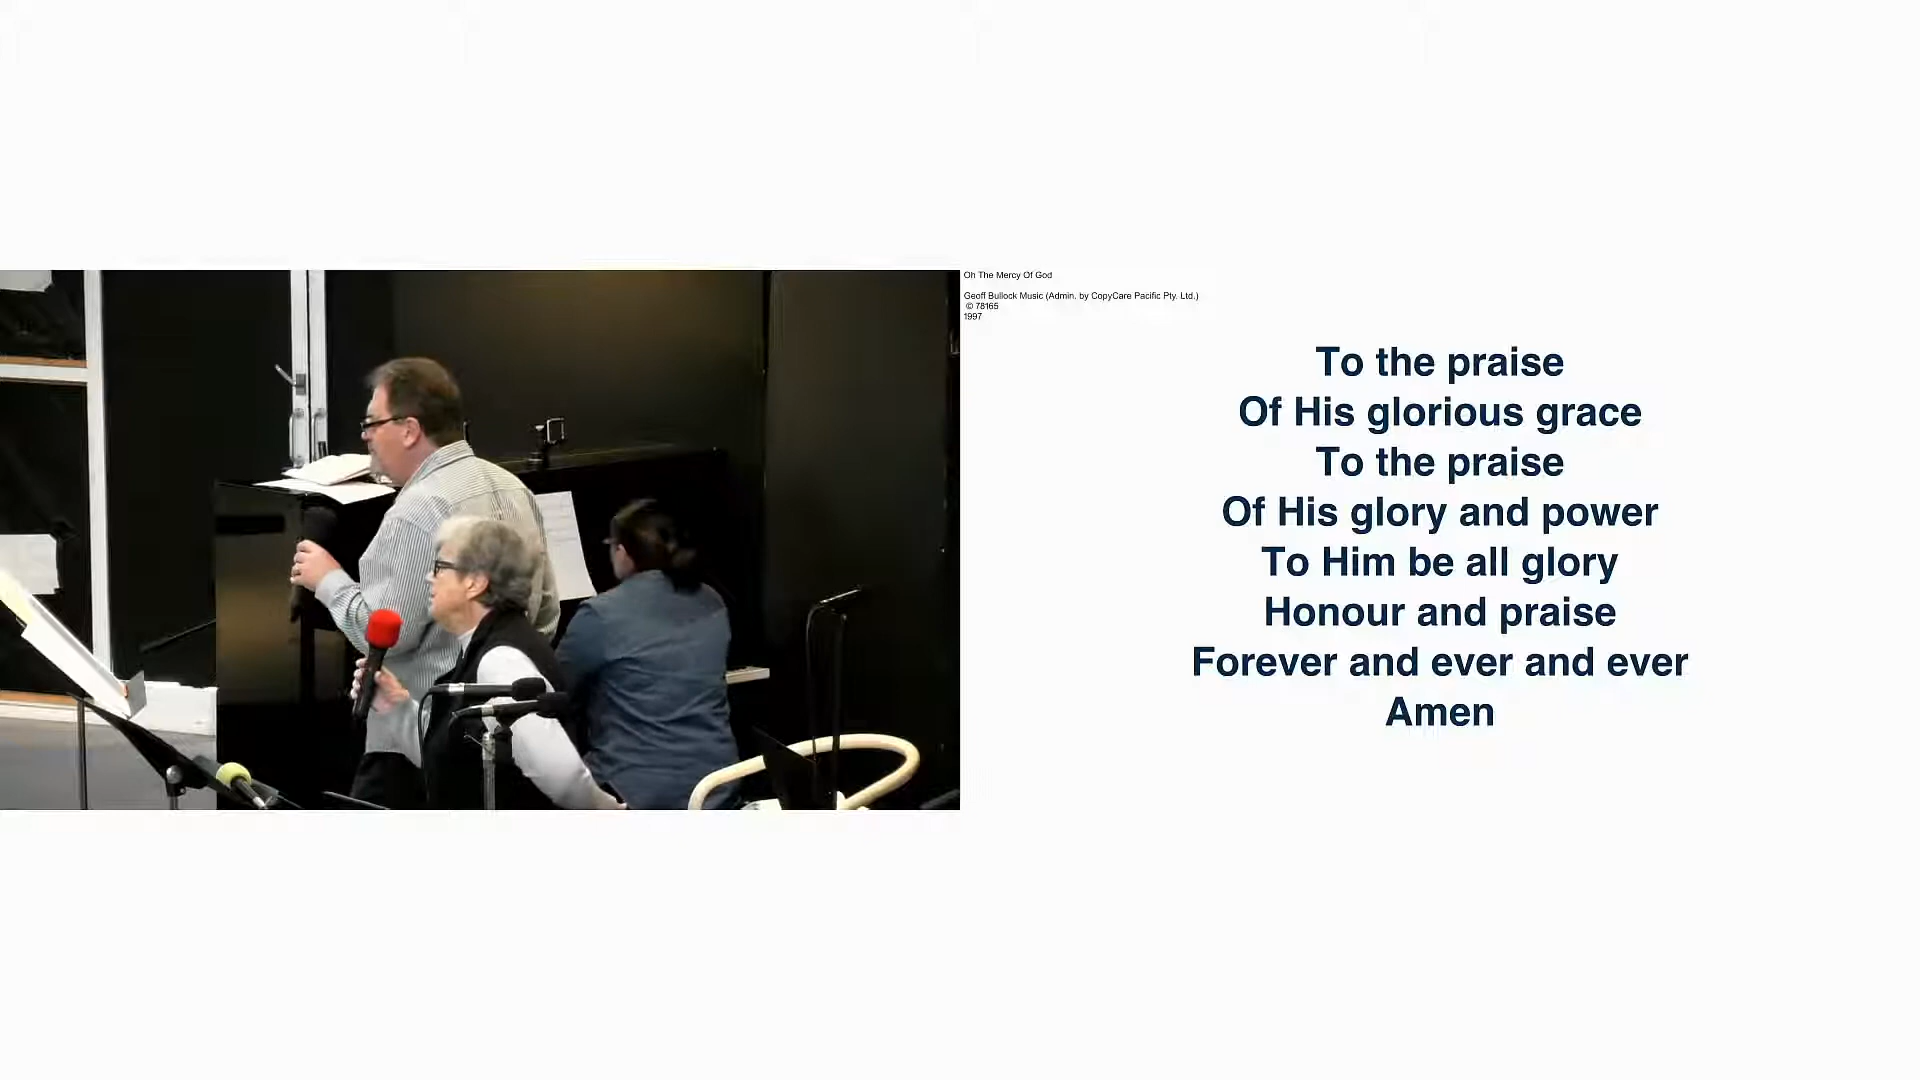 Oh The Mercy Of God
Geoff Bullock Music (Admin. by CopyCare Pacific Pty. Ltd.)
© 78165
1997
To the praise
Of His glorious grace
To the praise
Of His glory and power
To Him be all glory
Honour and praise
Forever and ever and ever
Amen